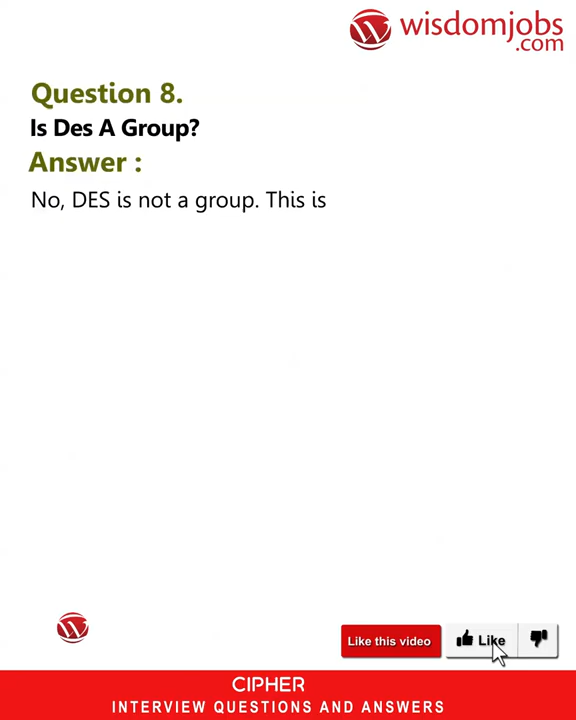 wisdomjobs
.com
Question 8.
Is Des A Group?
Answer :
No, DES is not a group. This is
Like this video
Like
CIPHER
INTERVIEW QUESTIONS AND ANSWERS